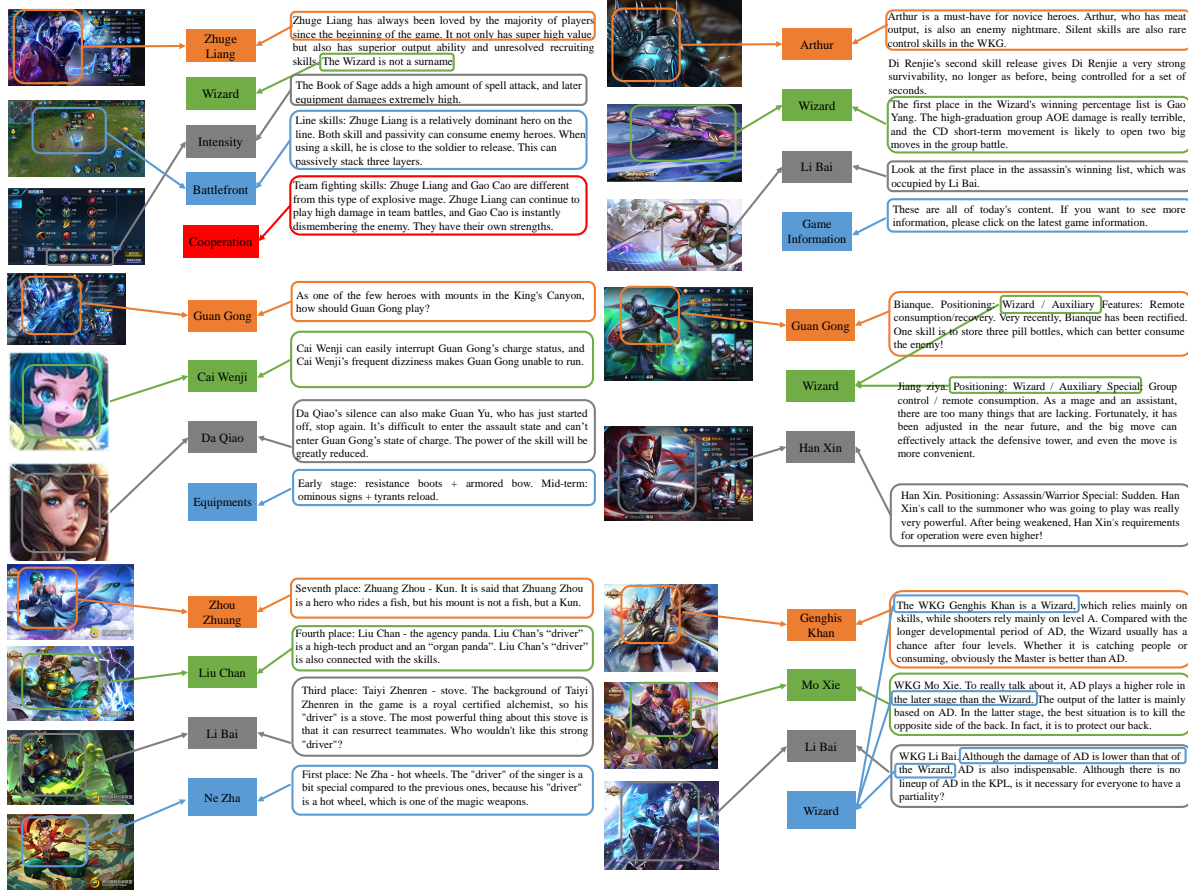 Zhuge
Liang
Zhuge Liang has always been loved by the majority of players
since the beginning of the game. It not only has super high value,
but also has superior output ability and unresolved recruiting
skills. The Wizard is not a surname.
Wizard
The Book of Sage adds a high amount of spell attack, and later
equipment damages extremely high.
Intensity
Line skills: Zhuge Liang is a relatively dominant hero on the
line. Both skill and passivity can consume enemy heroes. When
using a skill, he is close to the soldier to release. This can
passively stack three layers.
Battlefront
Team fighting skills: Zhuge Liang and Gao Cao are different
from this type of explosive mage. Zhuge Liang can continue to
play high damage in team battles, and Gao Cao is instantly
dismembering the enemy. They have their own strengths.
Cooperation
Arthur
Arthur is a must-have for novice heroes. Arthur, who has meat
output, is also an enemy nightmare. Silent skills are also rare
control skills in the WKG.
Di Renjie's second skill release gives Di Renjie a very strong
survivability, no longer as before, being controlled for a set of
seconds.
Wizard
The first place in the Wizard's winning percentage list is Gao
Yang. The high-graduation group AOE damage is really terrible,
and the CD short-term movement is likely to open two big
moves in the group battle.
Li Bai
Look at the first place in the assassin's winning list, which was
occupied by Li Bai.
Game
Information
These are all of today's content. If you want to see more
information, please click on the latest game information.
Guan Gong
As one of the few heroes with mounts in the King's Canyon,
how should Guan Gong play?
Cai Wenji
Cai Wenji can easily interrupt Guan Gong's charge status, and
Cai Wenji's frequent dizziness makes Guan Gong unable to run.
Da Qiao
Da Qiao's silence can also make Guan Yu, who has just started
off, stop again. It's difficult to enter the assault state and can't
enter Guan Gong's state of charge. The power of the skill will be
greatly reduced.
Equipments
Early stage: resistance boots + armored bow. Mid-term:
ominous signs + tyrants reload.
Guan Gong
Bianque. Positioning: Wizard / Auxiliary Features: Remote
consumption/recovery. Very recently, Bianque has been rectified.
One skill is to store three pill bottles, which can better consume
the enemy!
Wizard
Jiang ziya. Positioning: Wizard / Auxiliary Special: Group
control / remote consumption. As a mage and an assistant,
there are too many things that are lacking. Fortunately, it has
been adjusted in the near future, and the big move can
effectively attack the defensive tower, and even the move is
more convenient.
Han Xin
Han Xin. Positioning: Assassin/Warrior Special: Sudden. Han
Xin's call to the summoner who was going to play was really
very powerful. After being weakened, Han Xin's requirements
for operation were even higher!
Zhou
Zhuang
Seventh place: Zhuang Zhou - Kun. It is said that Zhuang Zhou
is a hero who rides a fish, but his mount is not a fish, but a Kun.
Liu Chan
Fourth place: Liu Chan - the agency panda. Liu Chan's “driver”
is a high-tech product and an “organ panda”. Liu Chan's “driver”
is also connected with the skills.
Li Bai
Third place: Taiyi Zhenren - stove. The background of Taiyi
Zhenren in the game is a royal certified alchemist, so his
"driver" is a stove. The most powerful thing about this stove is
that it can resurrect teammates. Who wouldn't like this strong
"driver"?
Ne Zha
First place: Ne Zha - hot wheels. The "driver" of the singer is a
bit special compared to the previous ones, because his "driver"
is a hot wheel, which is one of the magic weapons.
Genghis
Khan
The WKG Genghis Khan is a Wizard, which relies mainly on
skills, while shooters rely mainly on level A. Compared with the
longer developmental period of AD, the Wizard usually has a
chance after four levels. Whether it is catching people or
consuming, obviously the Master is better than AD.
Mo Xie
WKG Mo Xie. To really talk about it, AD plays a higher role in
the later stage than the Wizard. The output of the latter is mainly
based on AD. In the latter stage, the best situation is to kill the
opposite side of the back. In fact, it is to protect our back.
Li Bai
WKG Li Bai. Although the damage of AD is lower than that of
the Wizard, AD is also indispensable. Although there is no
lineup of AD in the KPL, is it necessary for everyone to have a
partiality?
Wizard